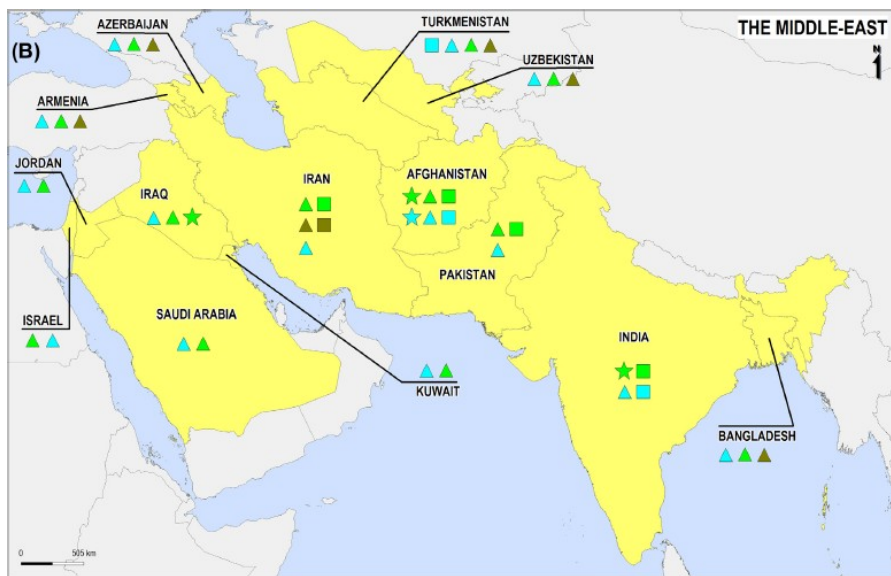 AZERBAIJAN
TURKMENISTAN
THE MIDDLE-EAST
(B)
UZBEKISTAN
ARMENIA
JORDAN
IRAQ
IRAN
AFGHANISTAN
PAKISTAN
ISRAEL
SAUDI ARABIA
INDIA
KUWAIT
BANGLADESH
0 505 km